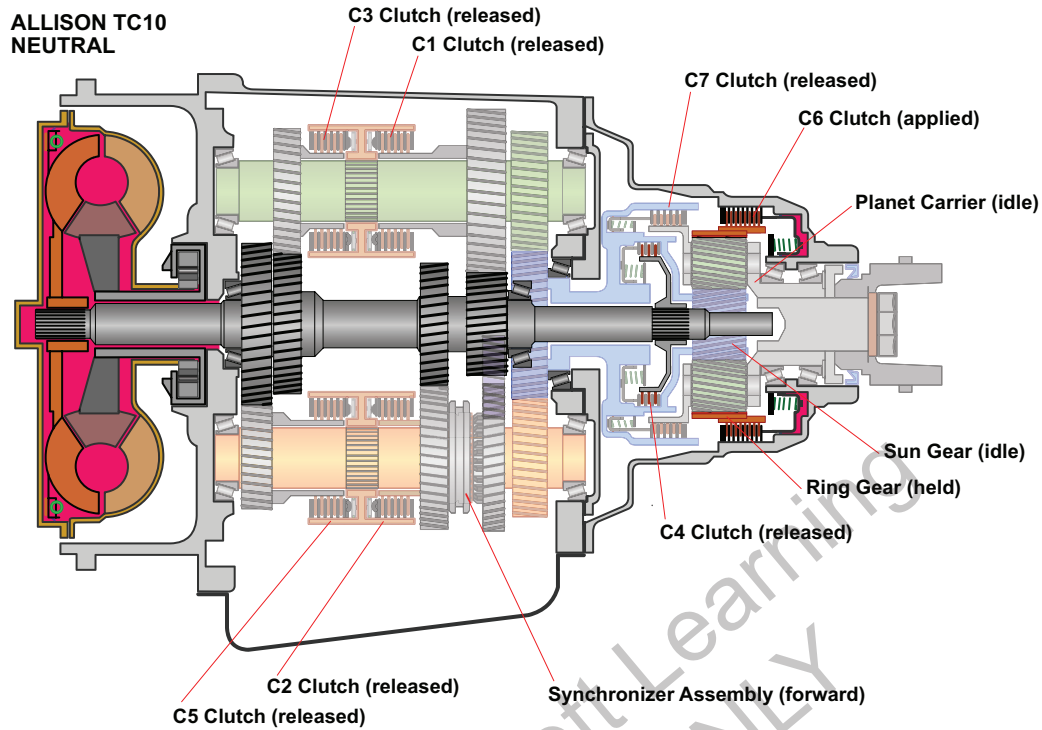 ALLISON TC10
NEUTRAL
C3 Clutch (released)
C1 Clutch (released)
C7 Clutch (released)
C6 Clutch (applied)
Planet Carrier (idle)
Sun Gear (idle)
Ring Gear (held)
C4 Clutch (released)
Synchronizer Assembly (forward)
C2 Clutch (released)
C5 Clutch (released)
Learning